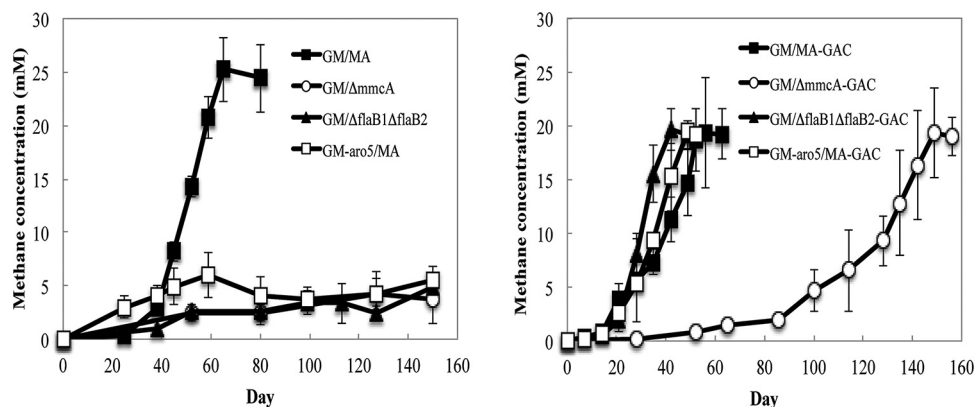 Methane concentration (mM)
30
25
20
15
10
5
0
GM/MA
GM/ΔmmcA
GM/ΔflaB1ΔflaB2
GM-aro5/MA
0 20 40 60 80 100 120 140 160
Day
Methane concentration (mM)
30
25
20
15
10
5
0
GM/MA-GAC
GM/ΔmmcA-GAC
GM/ΔflaB1ΔflaB2-GAC
GM-aro5/MA-GAC
0 20 40 60 80 100 120 140 160
Day